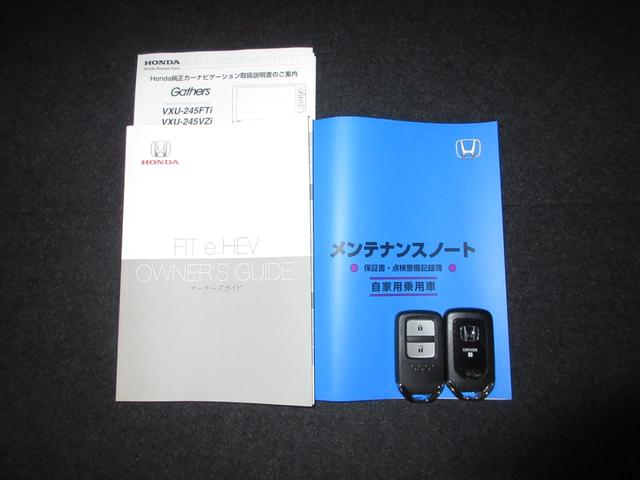 HONDA
Honda純正カーナビゲーション取扱説明書のご案内
Gathers
VXU-245FTi
VXU-245VZi
HONDA
FIT e:HEV
OWNER'S GUIDE
オーナーズガイド
メンテナンスノート
保証書・点検整備記録簿
自家用乗用車
DRIVER
1